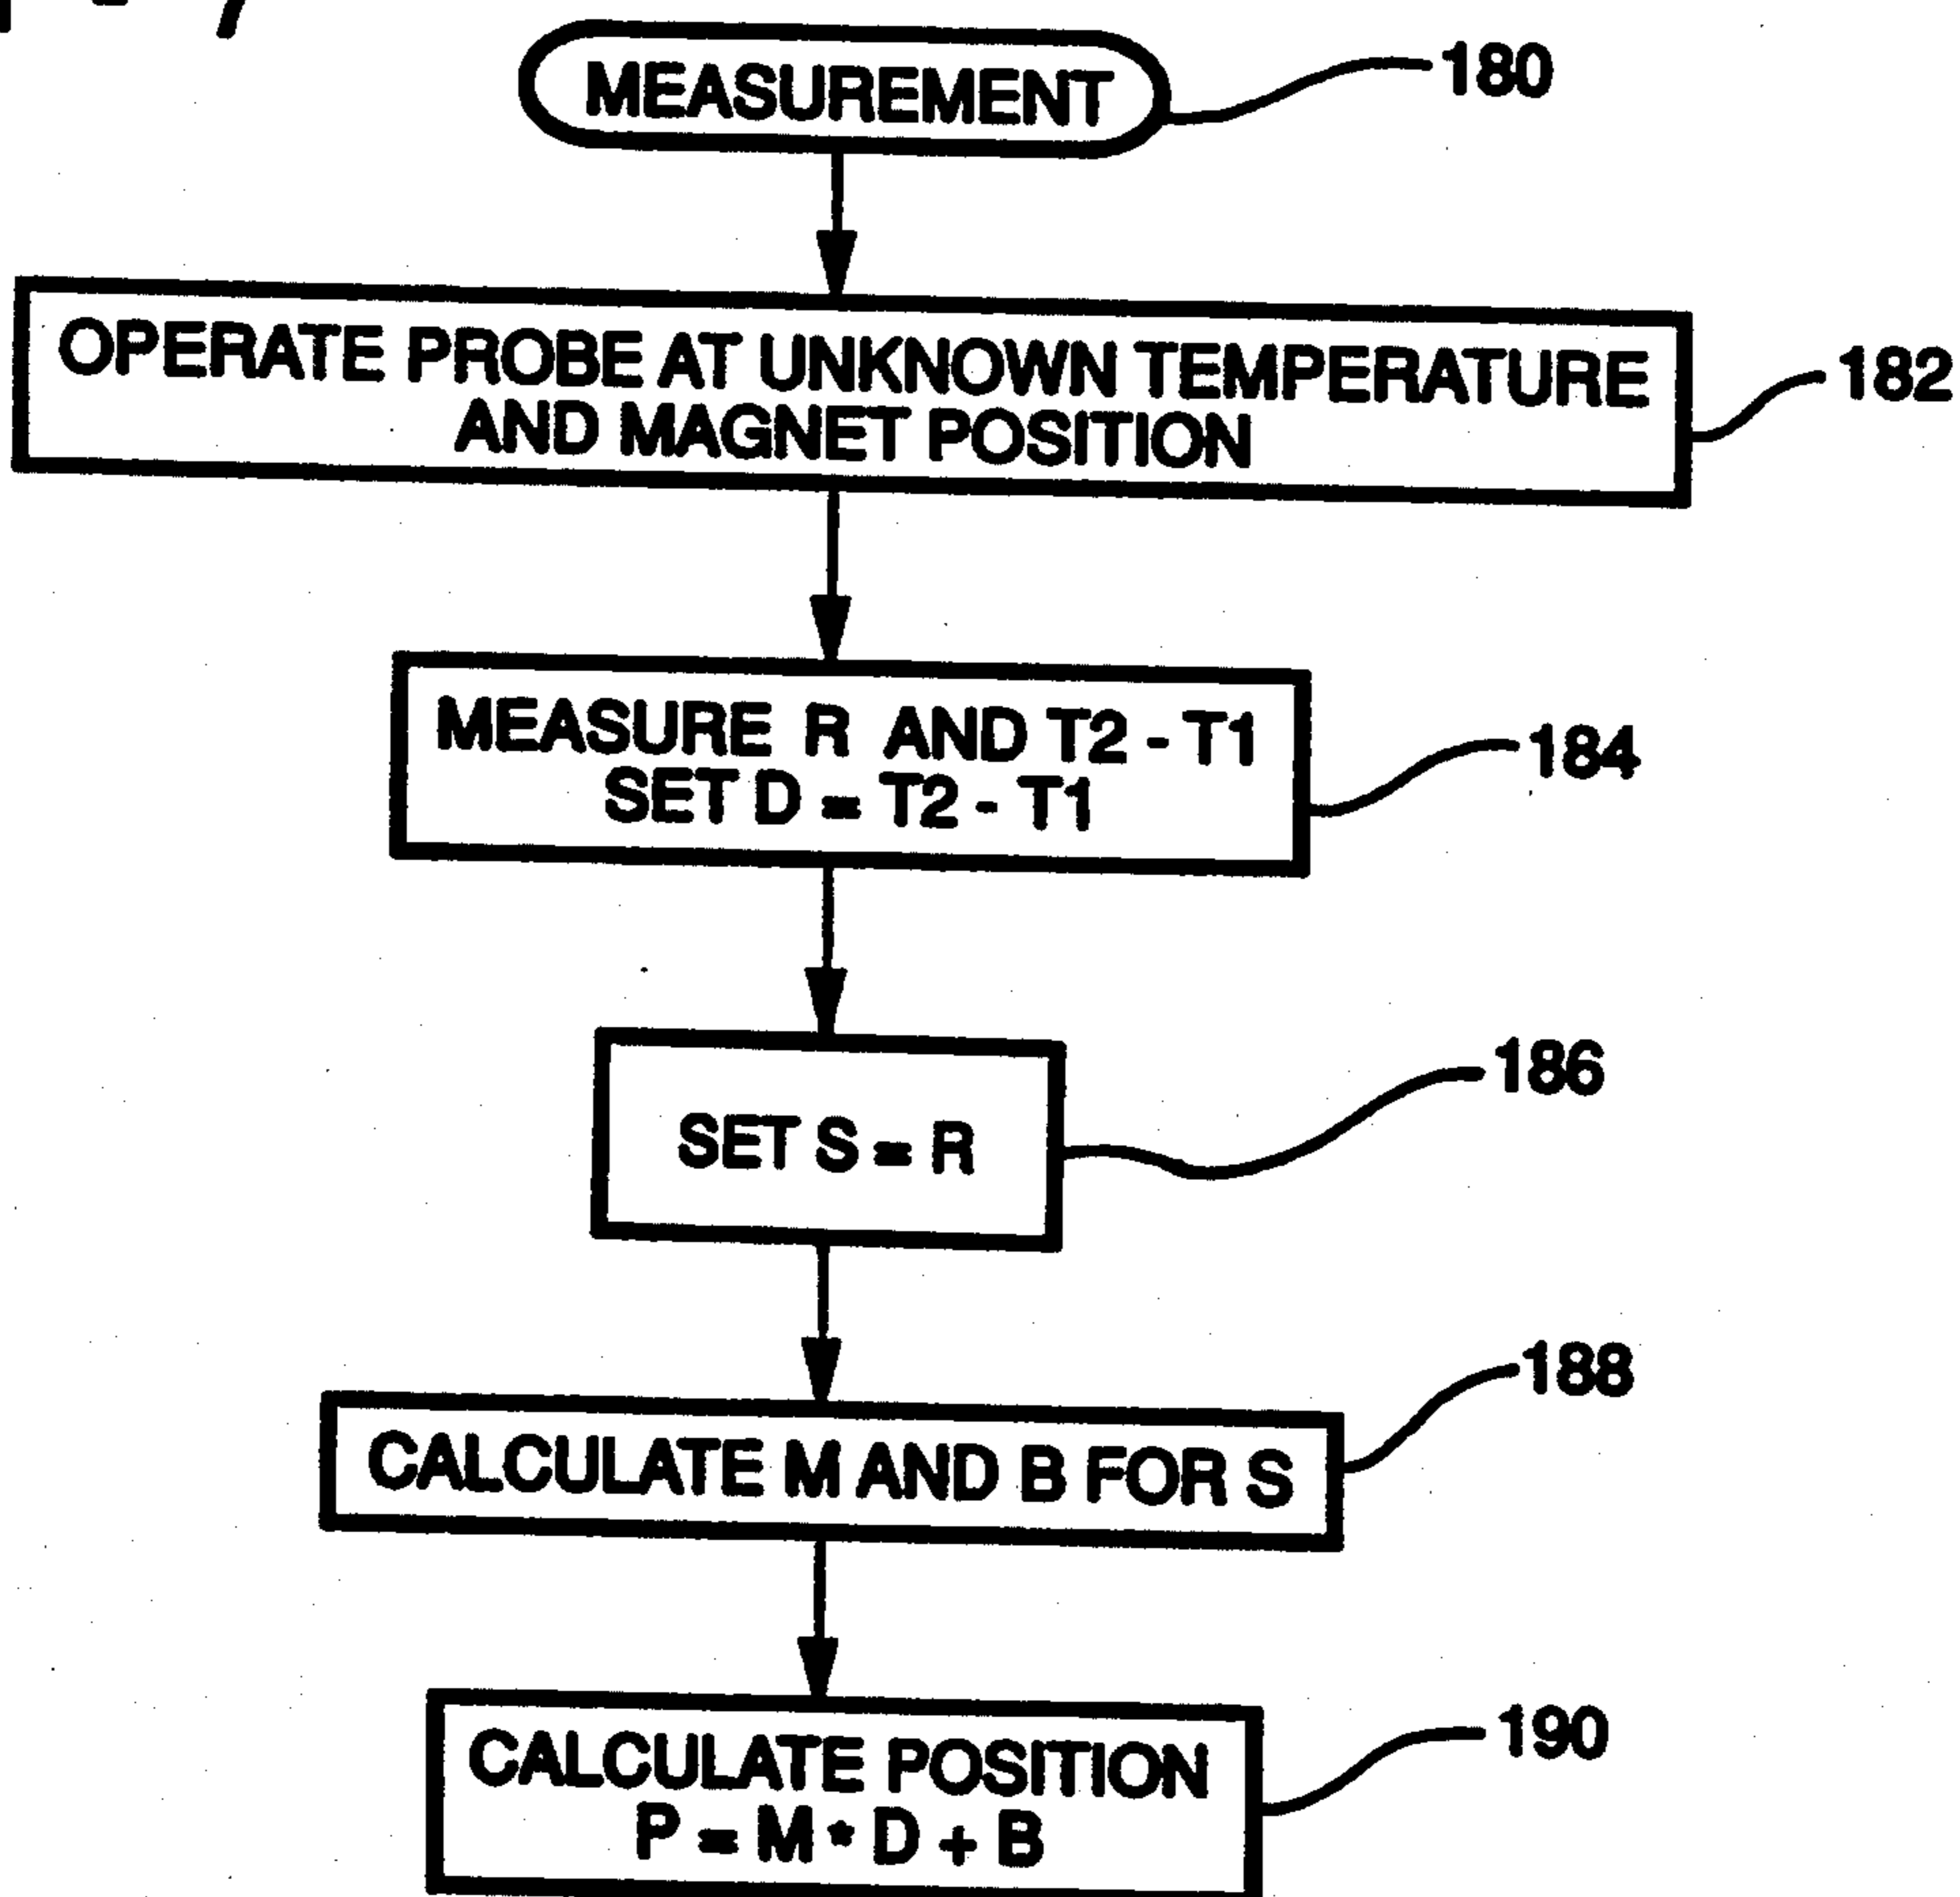 MEASUREMENT
180
OPERATE PROBE AT UNKNOWN TEMPERATURE
AND MAGNET POSITION
182
MEASURE R AND T2 - T1
SET D = T2 - T1
184
SET S = R
186
CALCULATE M AND B FOR S
188
CALCULATE POSITION
P = M * D + B
190